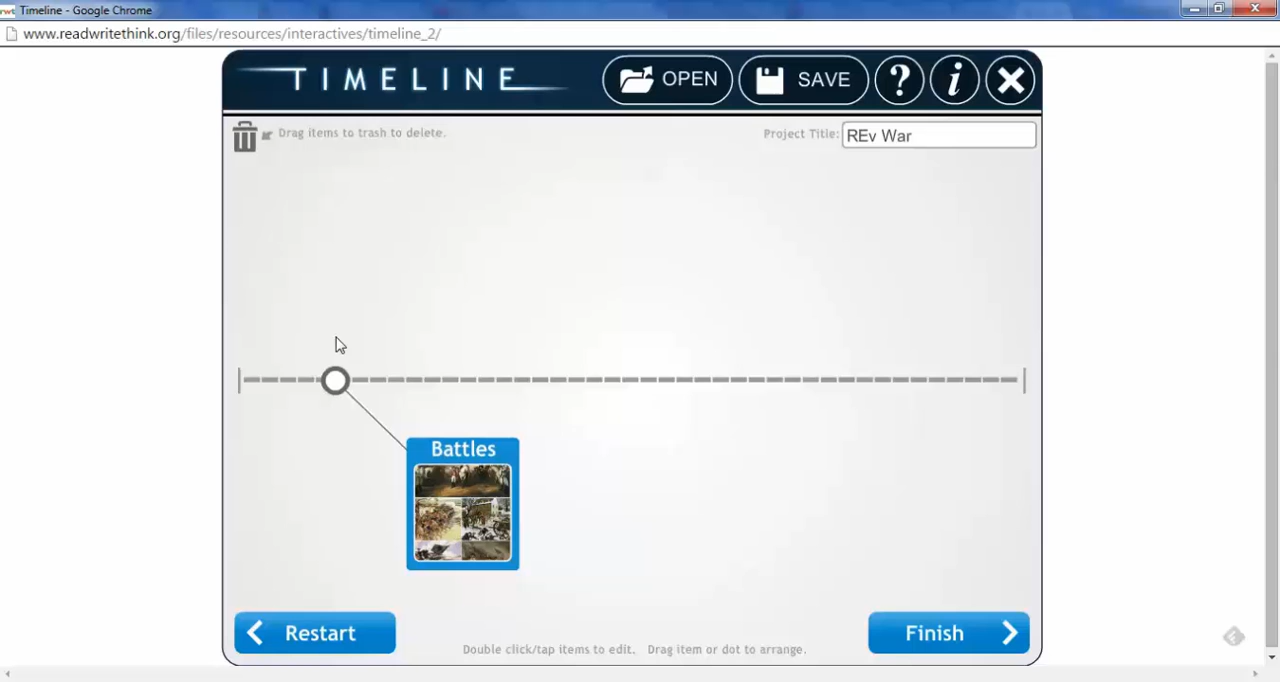 Timeline - Google Chrome
www.readwritethink.org/files/resources/interactives/timeline_2/
TIMELINE
OPEN
SAVE
?
i
Drag items to trash to delete.
Project Title: REv War
Battles
Restart
Finish
Double click/tap items to edit. Drag item or dot to arrange.